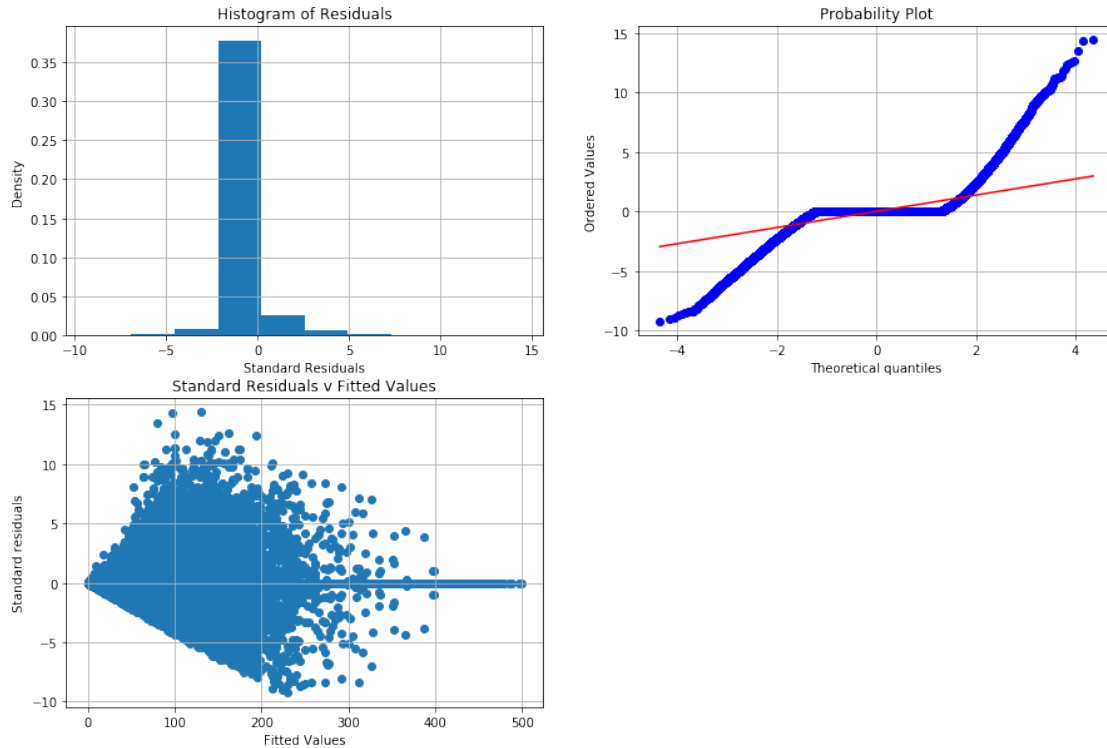 Histogram of Residuals
Density
0.35
0.30
0.25
0.20
0.15
0.10
0.05
0.00
-10 -5 0 5 10 15
Standard Residuals
Probability Plot
Ordered Values
15
10
5
0
−5
−10
−4 −2 0 2 4
Theoretical quantiles
Standard Residuals v Fitted Values
Standard residuals
15
10
5
0
−5
−10
0 100 200 300 400 500
Fitted Values